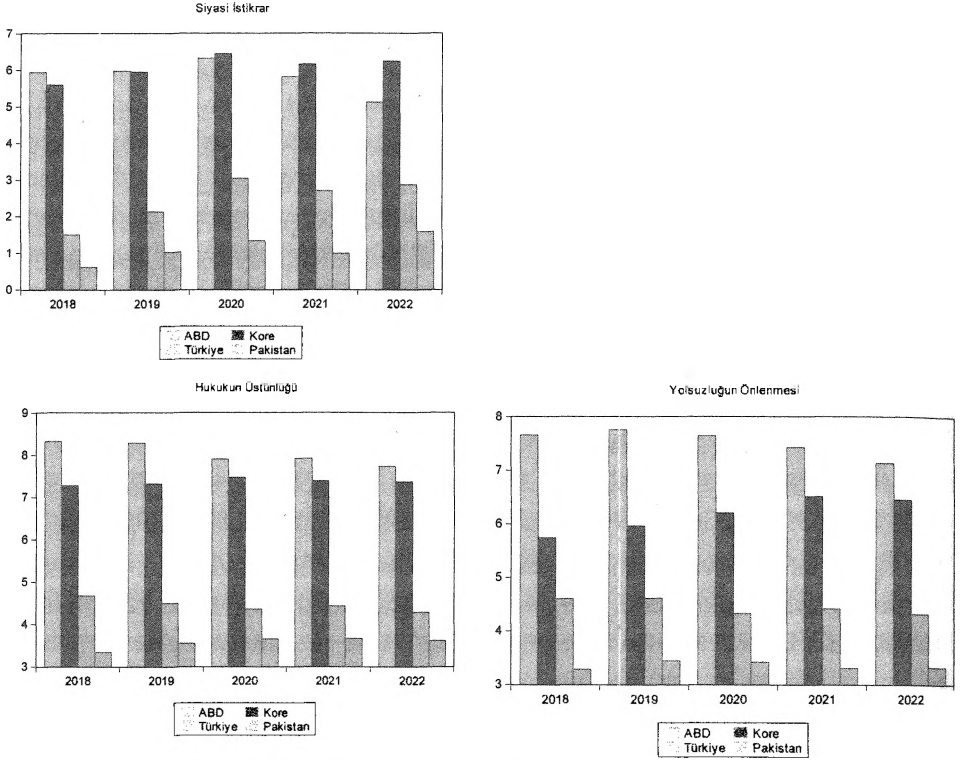 Siyasi İstikrar
7
6
5
4
3
2
1
0
2018 2019 2020 2021 2022
ABD Kore
Türkiye Pakistan
Hukukun Üstünlüğü
9
8
7
6
5
4
3
2018 2019 2020 2021 2022
ABD Kore
Türkiye Pakistan
Yolsuzluğun Önlenmesi
8
7
6
5
4
3
2018 2019 2020 2021 2022
ABD Kore
Türkiye Pakistan